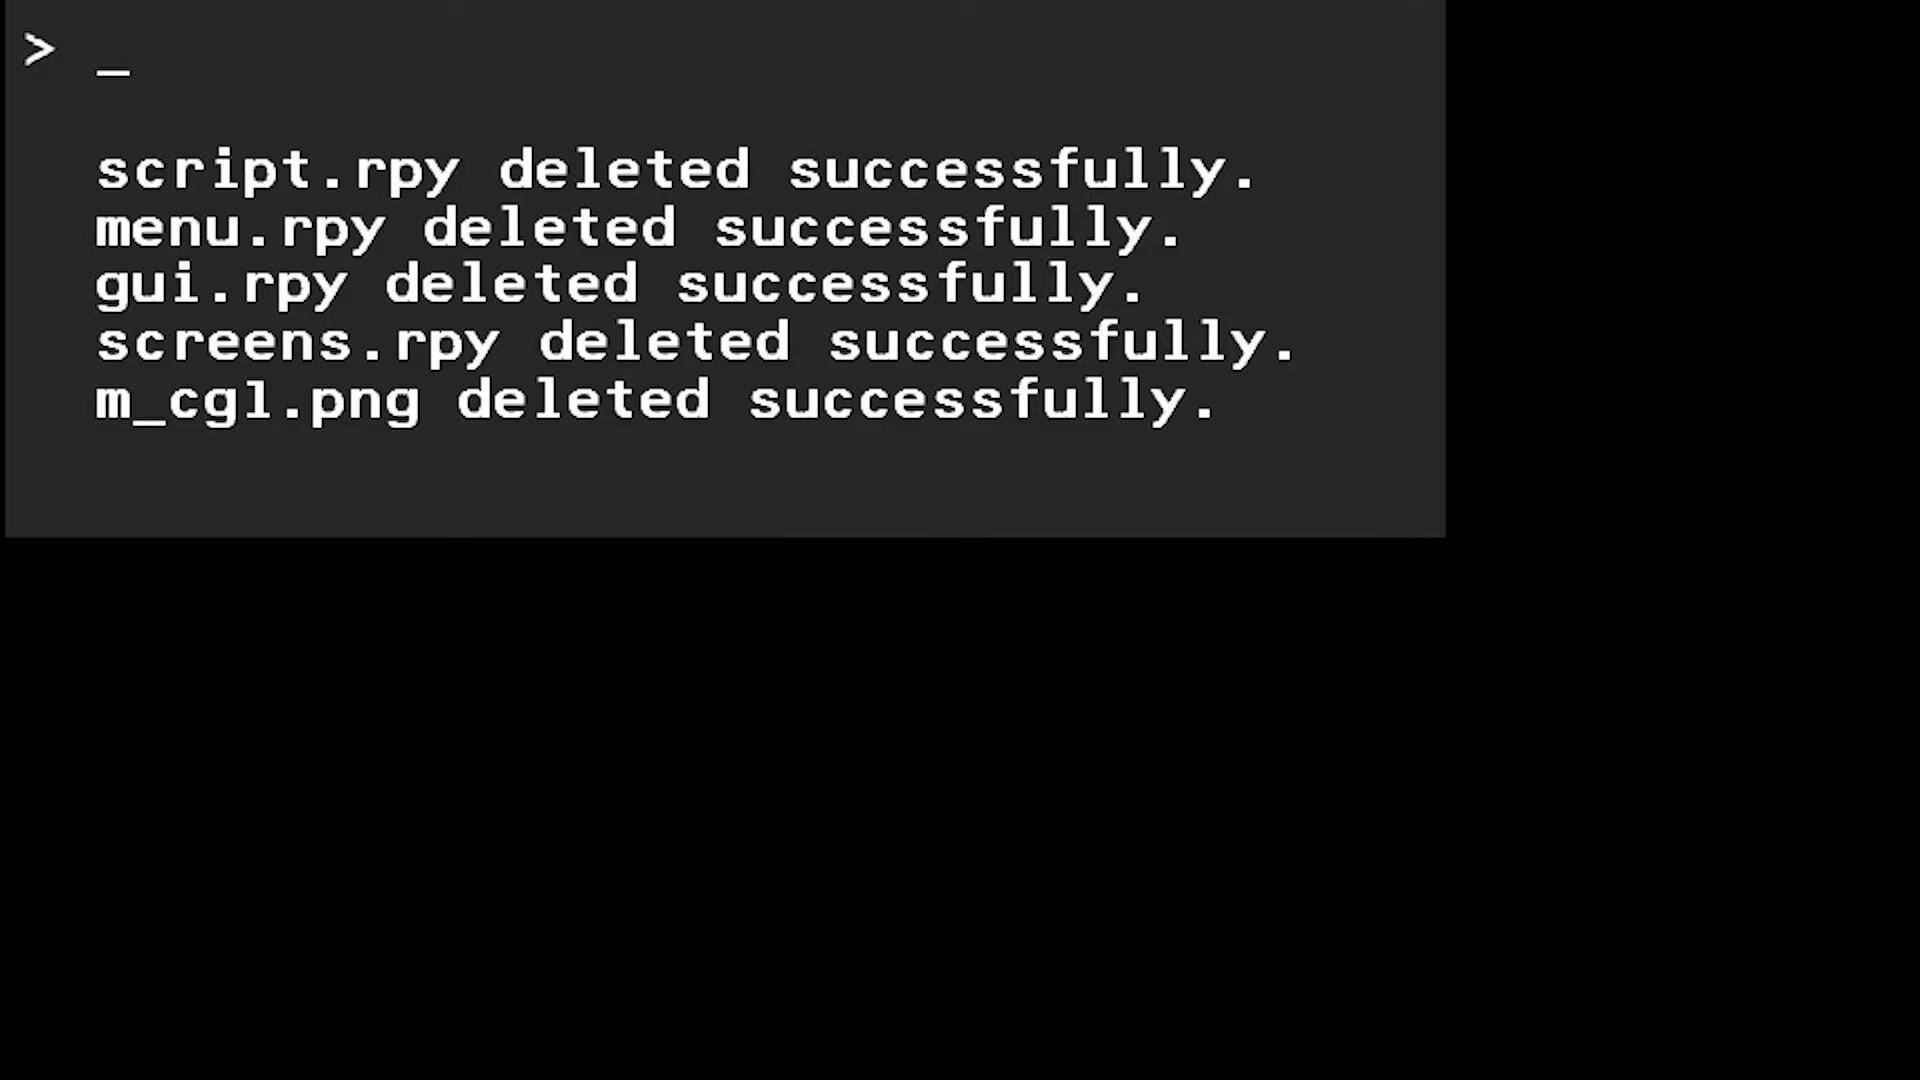 > _
script.rpy deleted successfully.
menu.rpy deleted successfully.
gui.rpy deleted successfully.
screens.rpy deleted successfully.
m_cg1.png deleted successfully.